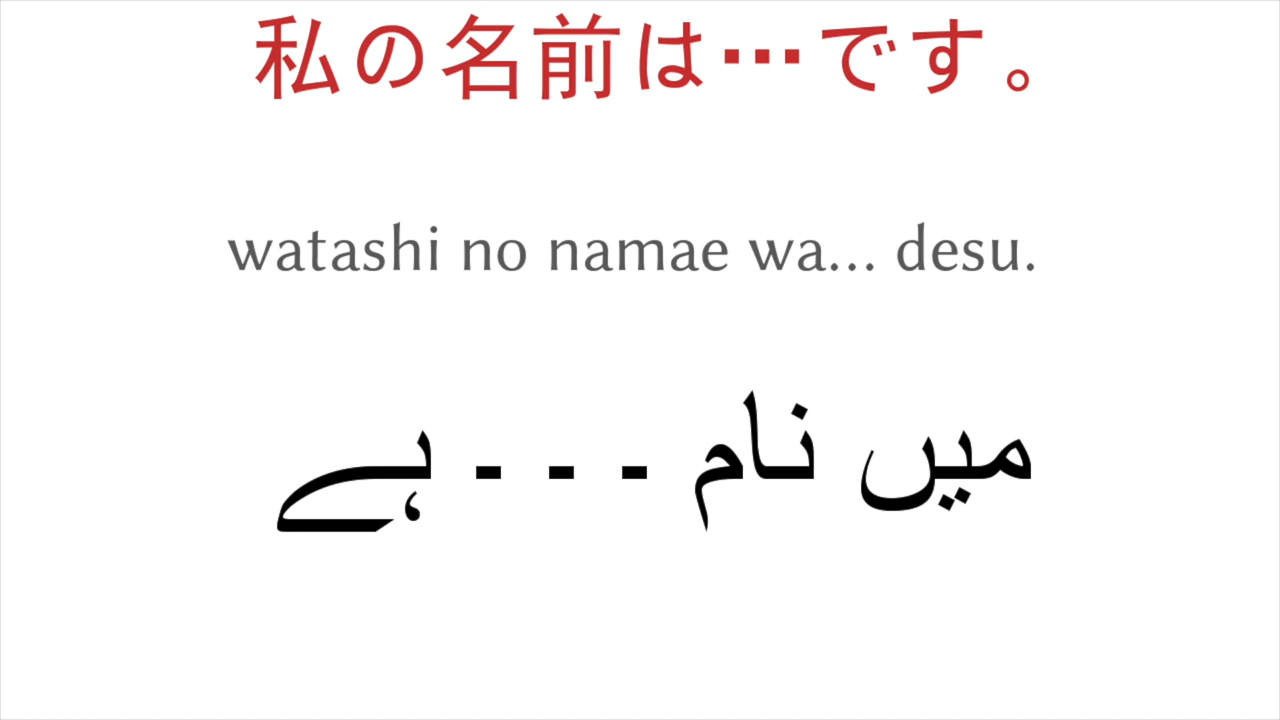 私の名前は…です。
watashi no namae wa... desu.
میں نام ۔ ۔ ۔ ہے